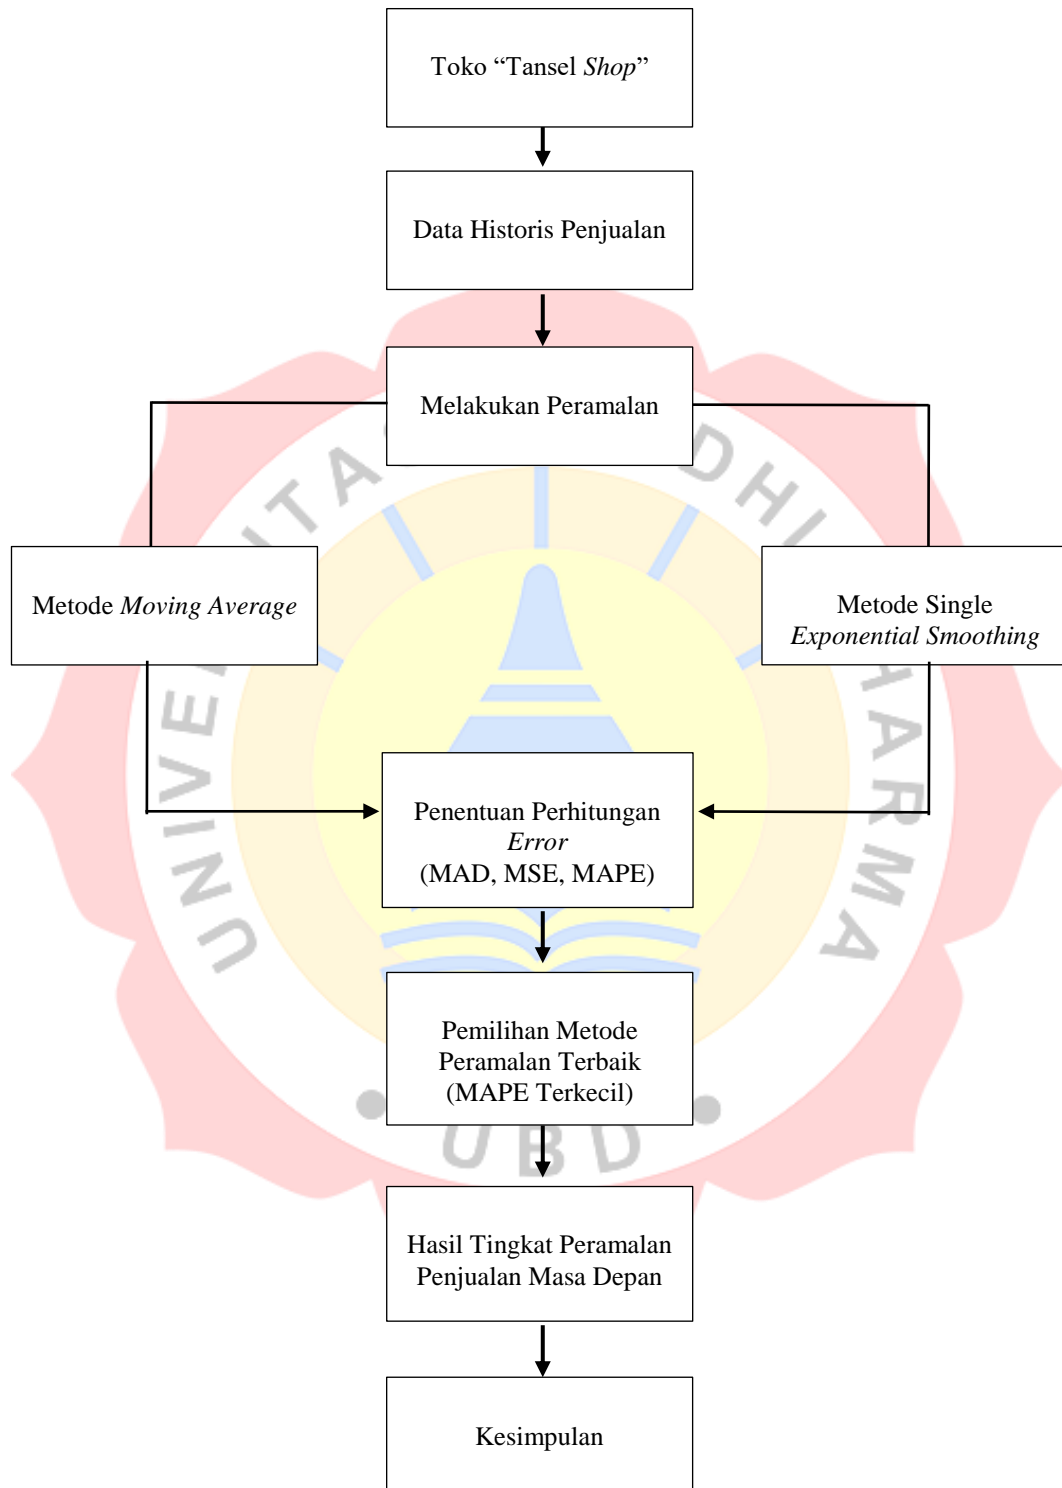 Toko “Tansel Shop”
Data Historis Penjualan
Melakukan Peramalan
Metode Moving Average
Metode Single
Exponential Smoothing
Penentuan Perhitungan
Error
(MAD, MSE, MAPE)
Pemilihan Metode
Peramalan Terbaik
(MAPE Terkecil)
Hasil Tingkat Peramalan
Penjualan Masa Depan
Kesimpulan
UBD